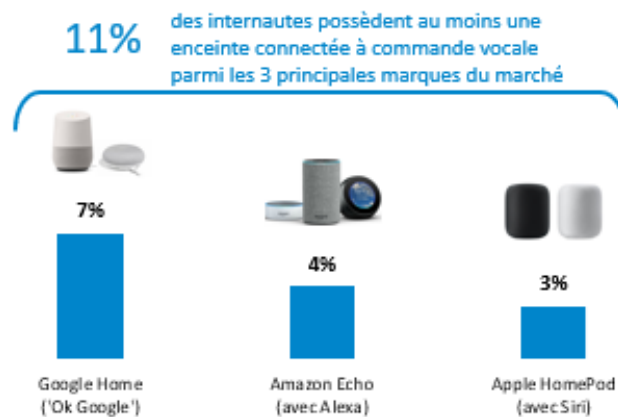 11%
des internautes possèdent au moins une
enceinte connectée à commande vocale
parmi les 3 principales marques du marché
7%
4%
3%
Google Home
('Ok Google')
Amazon Echo
(avec Alexa)
Apple HomePod
(avec Siri)